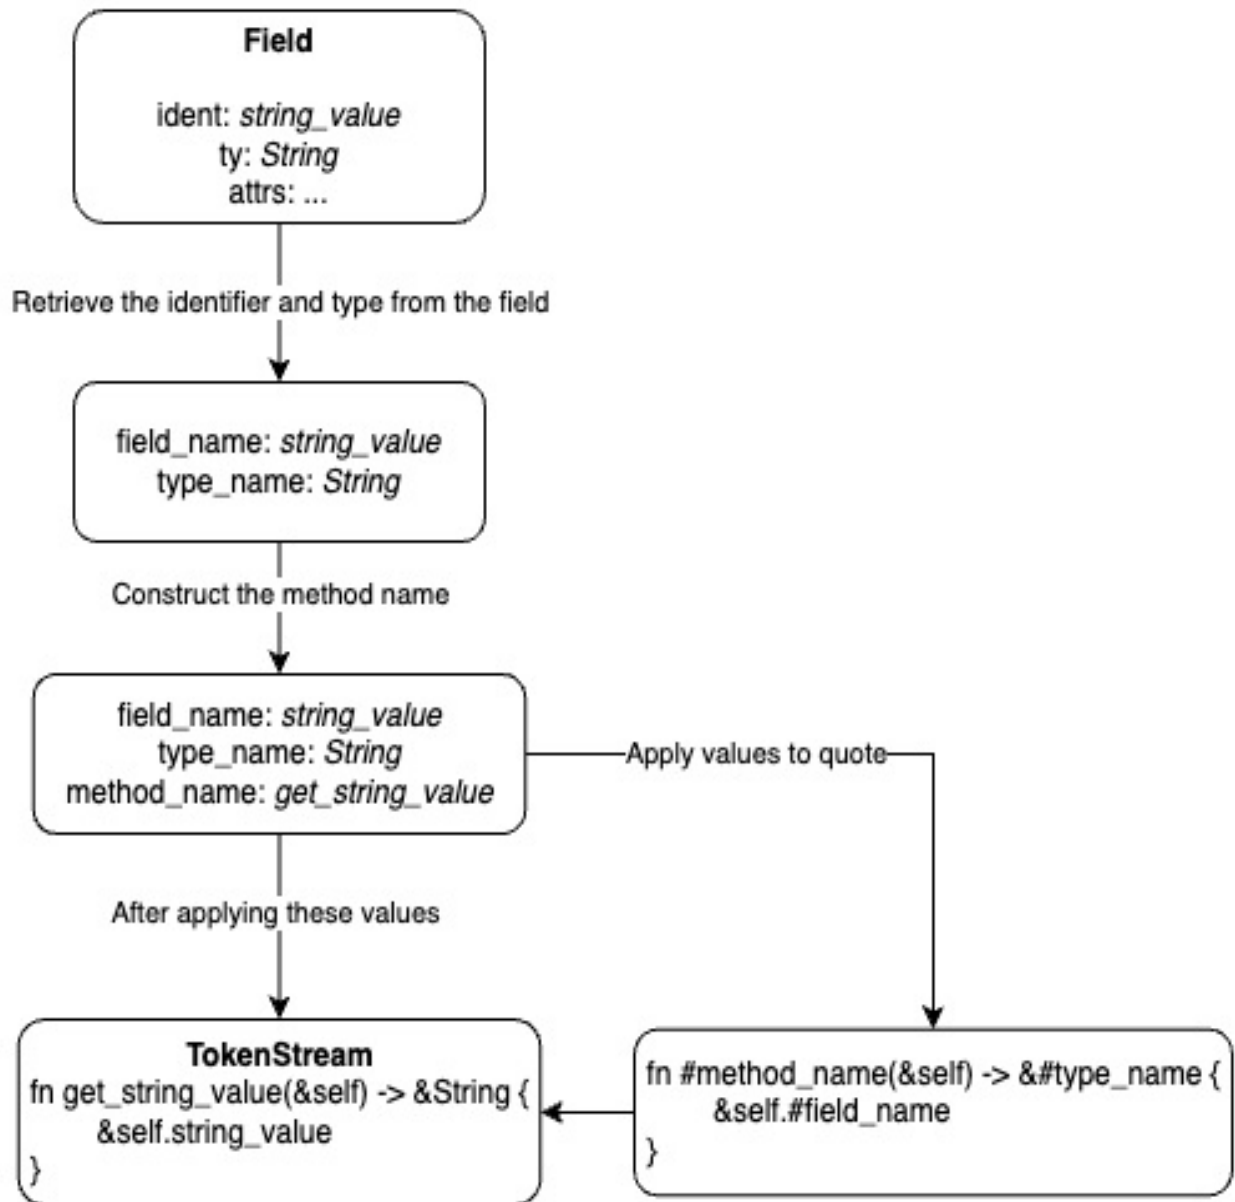 Field
ident: string_value
ty: String
attrs: ...
Retrieve the identifier and type from the field
field_name: string_value
type_name: String
Construct the method name
field_name: string_value
type_name: String
method_name: get_string_value
Apply values to quote
After applying these values
TokenStream
fn get_string_value(&self) -> &String {
&self.string_value
}
fn #method_name(&self) -> &#type_name {
&self.#field_name
}